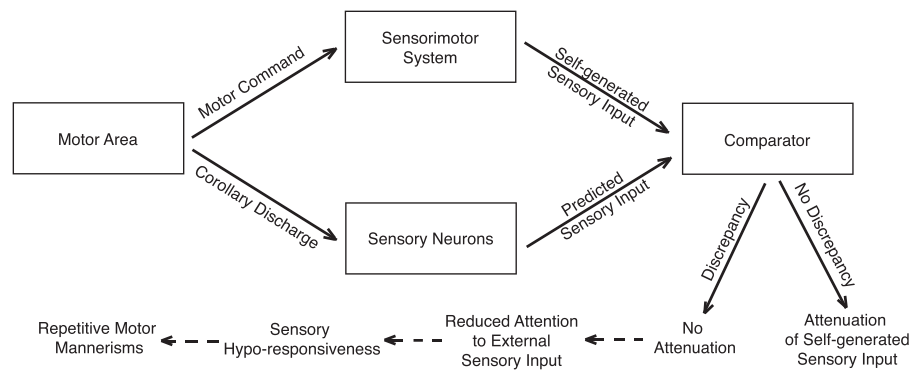 Sensorimotor
System
Motor Command
Self-generated
Sensory Input
Motor Area
Comparator
Corollary Discharge
Predicted
Sensory Input
Sensory Neurons
Discrepancy
No Discrepancy
Repetitive Motor
Mannerisms
Sensory
Hypo-responsiveness
Reduced Attention
to External
Sensory Input
No
Attenuation
Attenuation
of Self-generated
Sensory Input